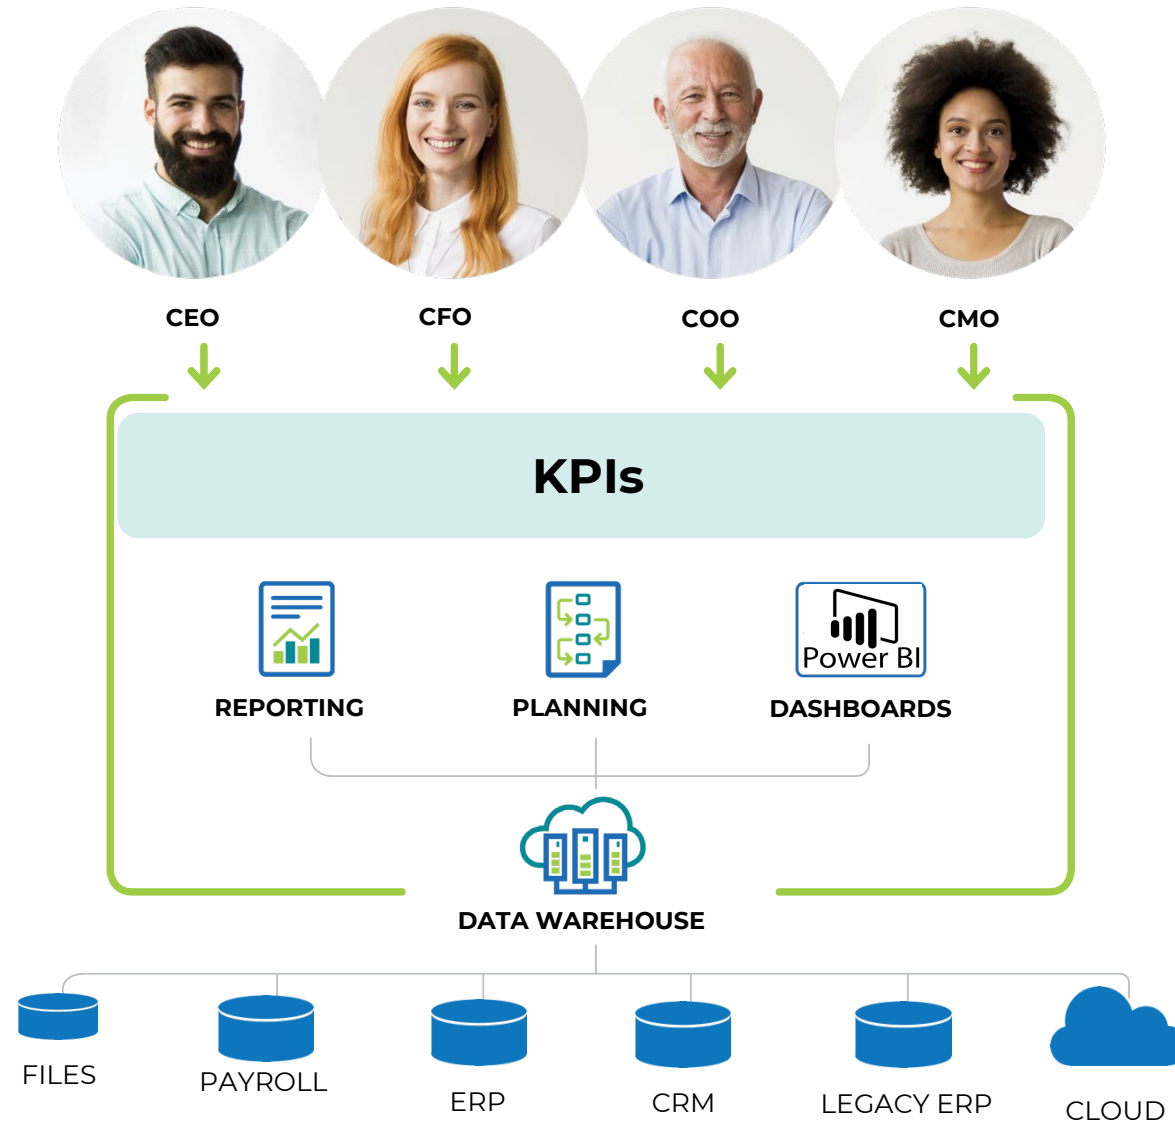 CEO
CFO
COO
CMO
KPIs
Power BI
REPORTING
PLANNING
DASHBOARDS
DATA WAREHOUSE
FILES
PAYROLL
ERP
CRM
LEGACY ERP
CLOUD